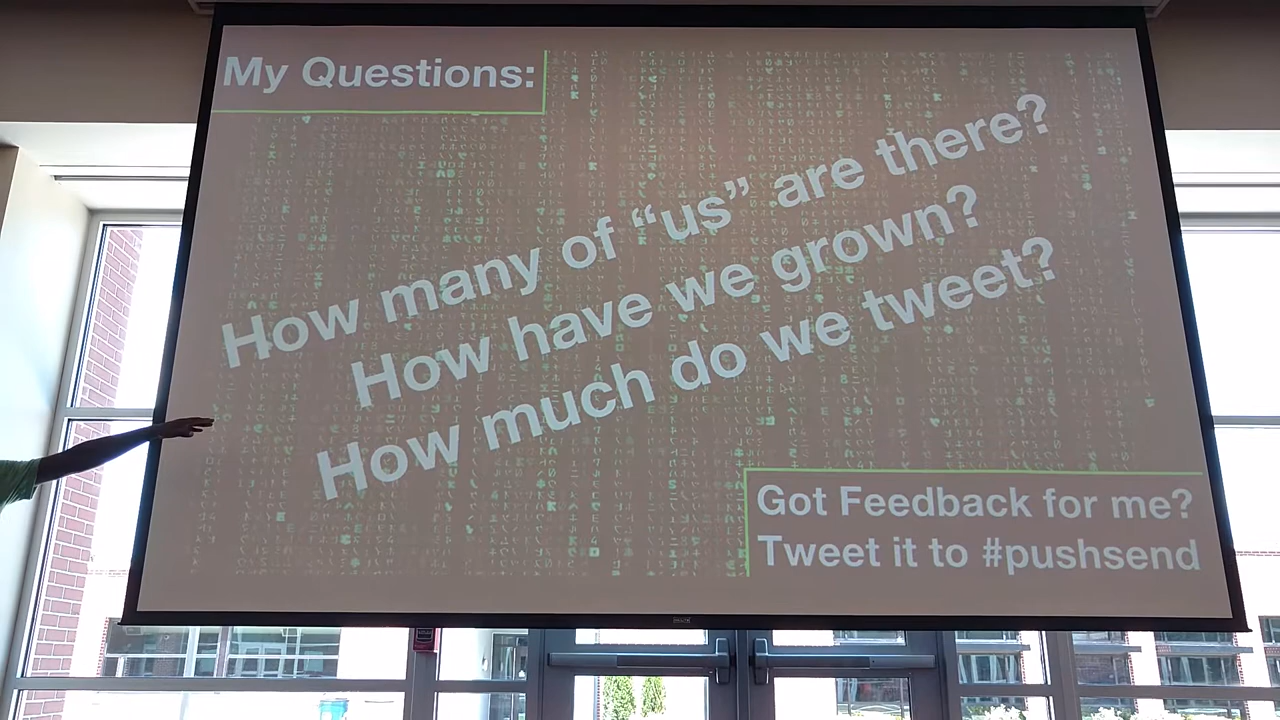 My Questions:
How many of “us” are there?
How have we grown?
How much do we tweet?
Got Feedback for me?
Tweet it to #pushsend